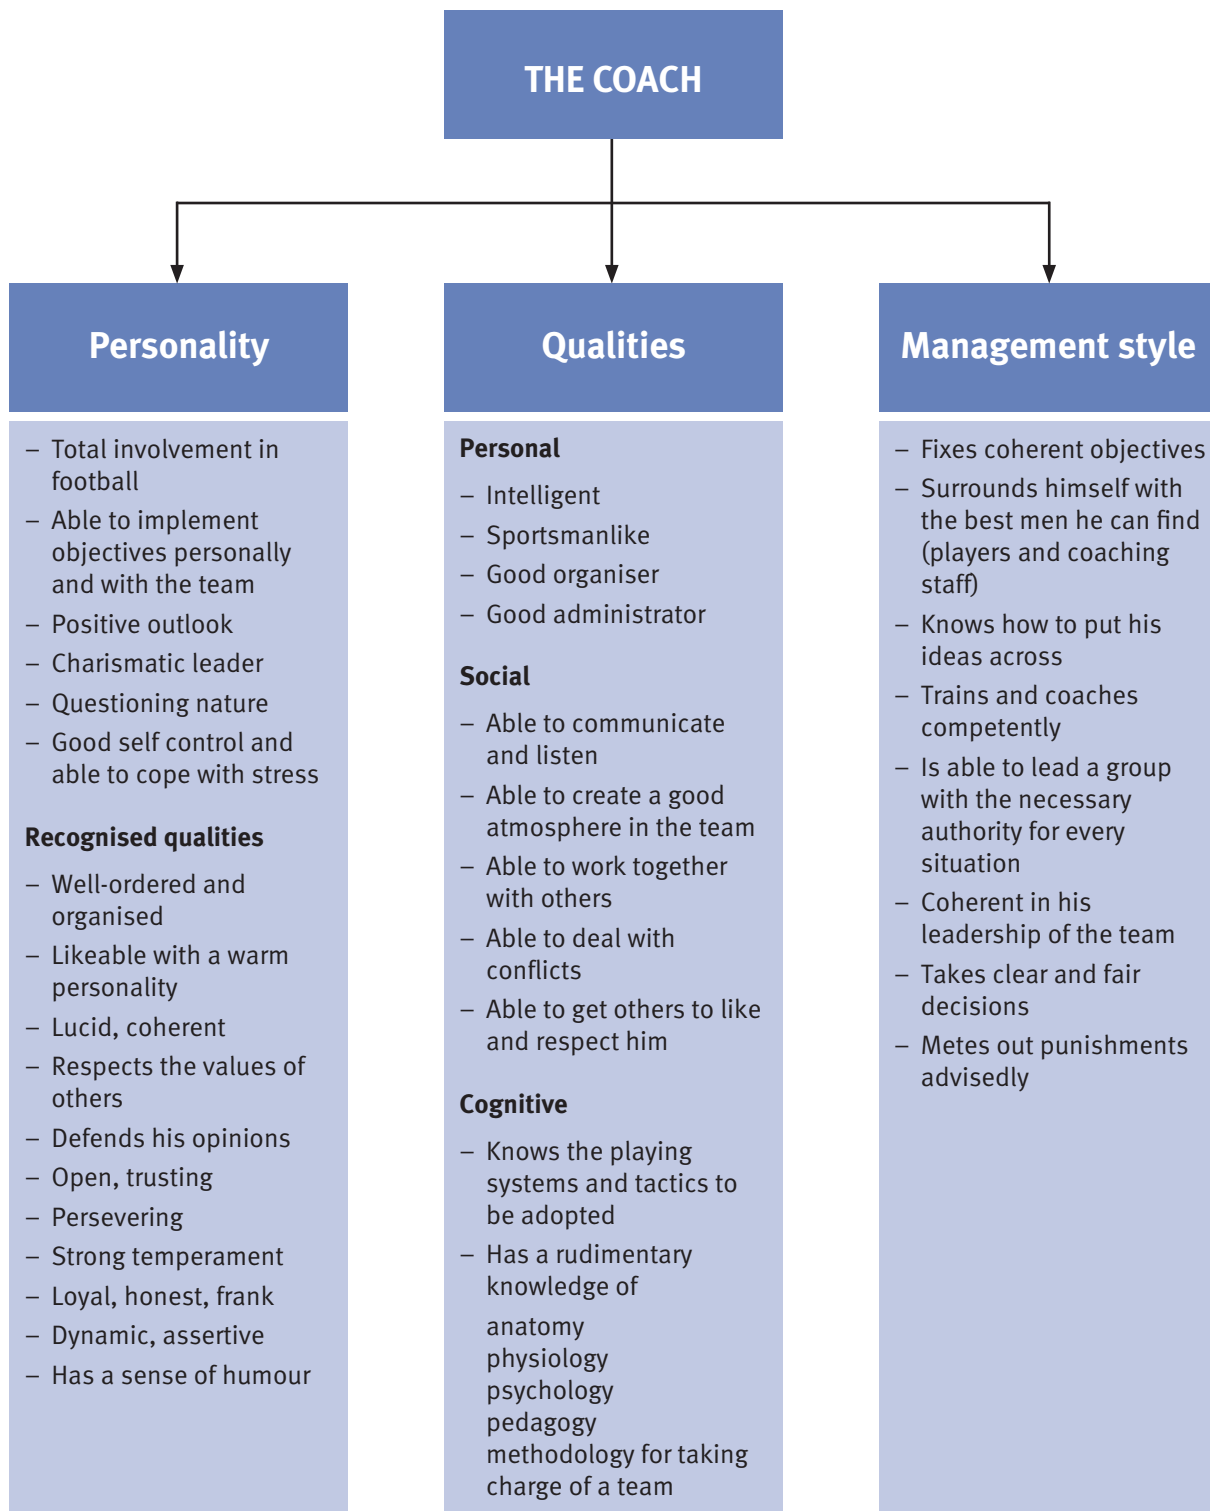 THE COACH
Personality
– Total involvement in
football
– Able to implement
objectives personally
and with the team
– Positive outlook
– Charismatic leader
– Questioning nature
– Good self control and
able to cope with stress
Recognised qualities
– Well-ordered and
organised
– Likeable with a warm
personality
– Lucid, coherent
– Respects the values of
others
– Defends his opinions
– Open, trusting
– Persevering
– Strong temperament
– Loyal, honest, frank
– Dynamic, assertive
– Has a sense of humour
Qualities
Personal
– Intelligent
– Sportsmanlike
– Good organiser
– Good administrator
Social
– Able to communicate
and listen
– Able to create a good
atmosphere in the team
– Able to work together
with others
– Able to deal with
conflicts
– Able to get others to like
and respect him
Cognitive
– Knows the playing
systems and tactics to
be adopted
– Has a rudimentary
knowledge of
anatomy
physiology
psychology
pedagogy
methodology for taking
charge of a team
Management style
– Fixes coherent objectives
– Surrounds himself with
the best men he can find
(players and coaching
staff)
– Knows how to put his
ideas across
– Trains and coaches
competently
– Is able to lead a group
with the necessary
authority for every
situation
– Coherent in his
leadership of the team
– Takes clear and fair
decisions
– Metes out punishments
advisedly